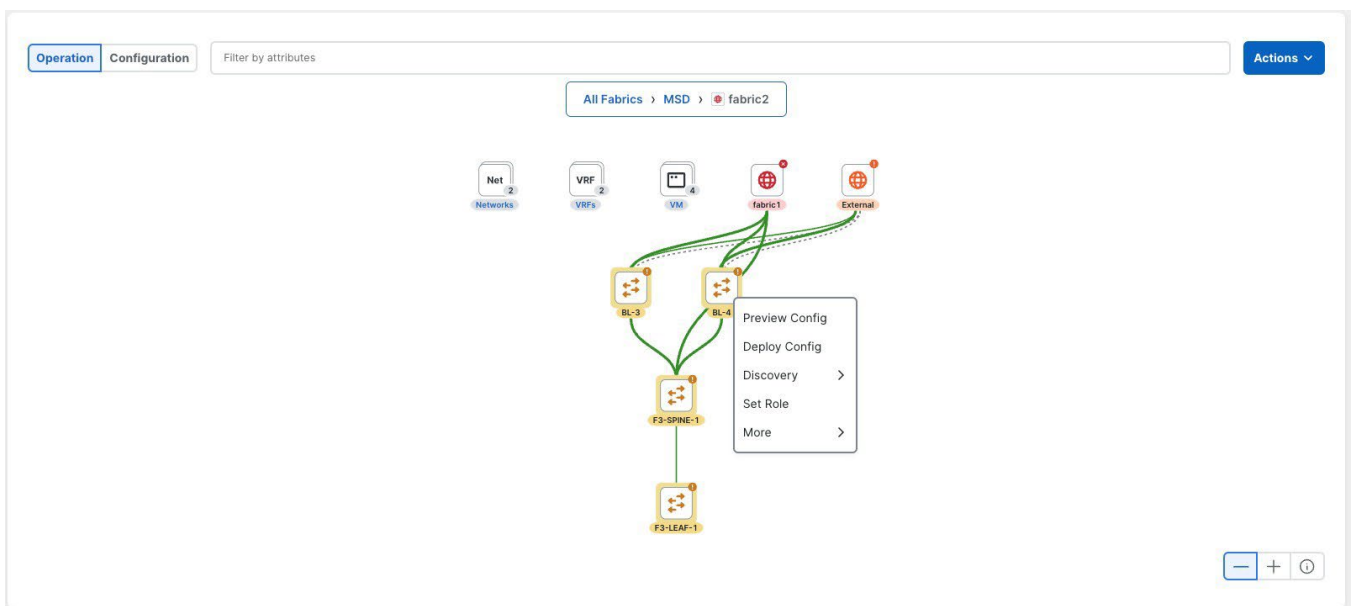 Operation Configuration Filter by attributes Actions
All Fabrics › MSD › fabric2
Net 2 VRF 2 4
Networks VRFs VM fabric1 External
BL-3 BL-4
Preview Config
Deploy Config
Discovery
Set Role
More
F3-SPINE-1
F3-LEAF-1